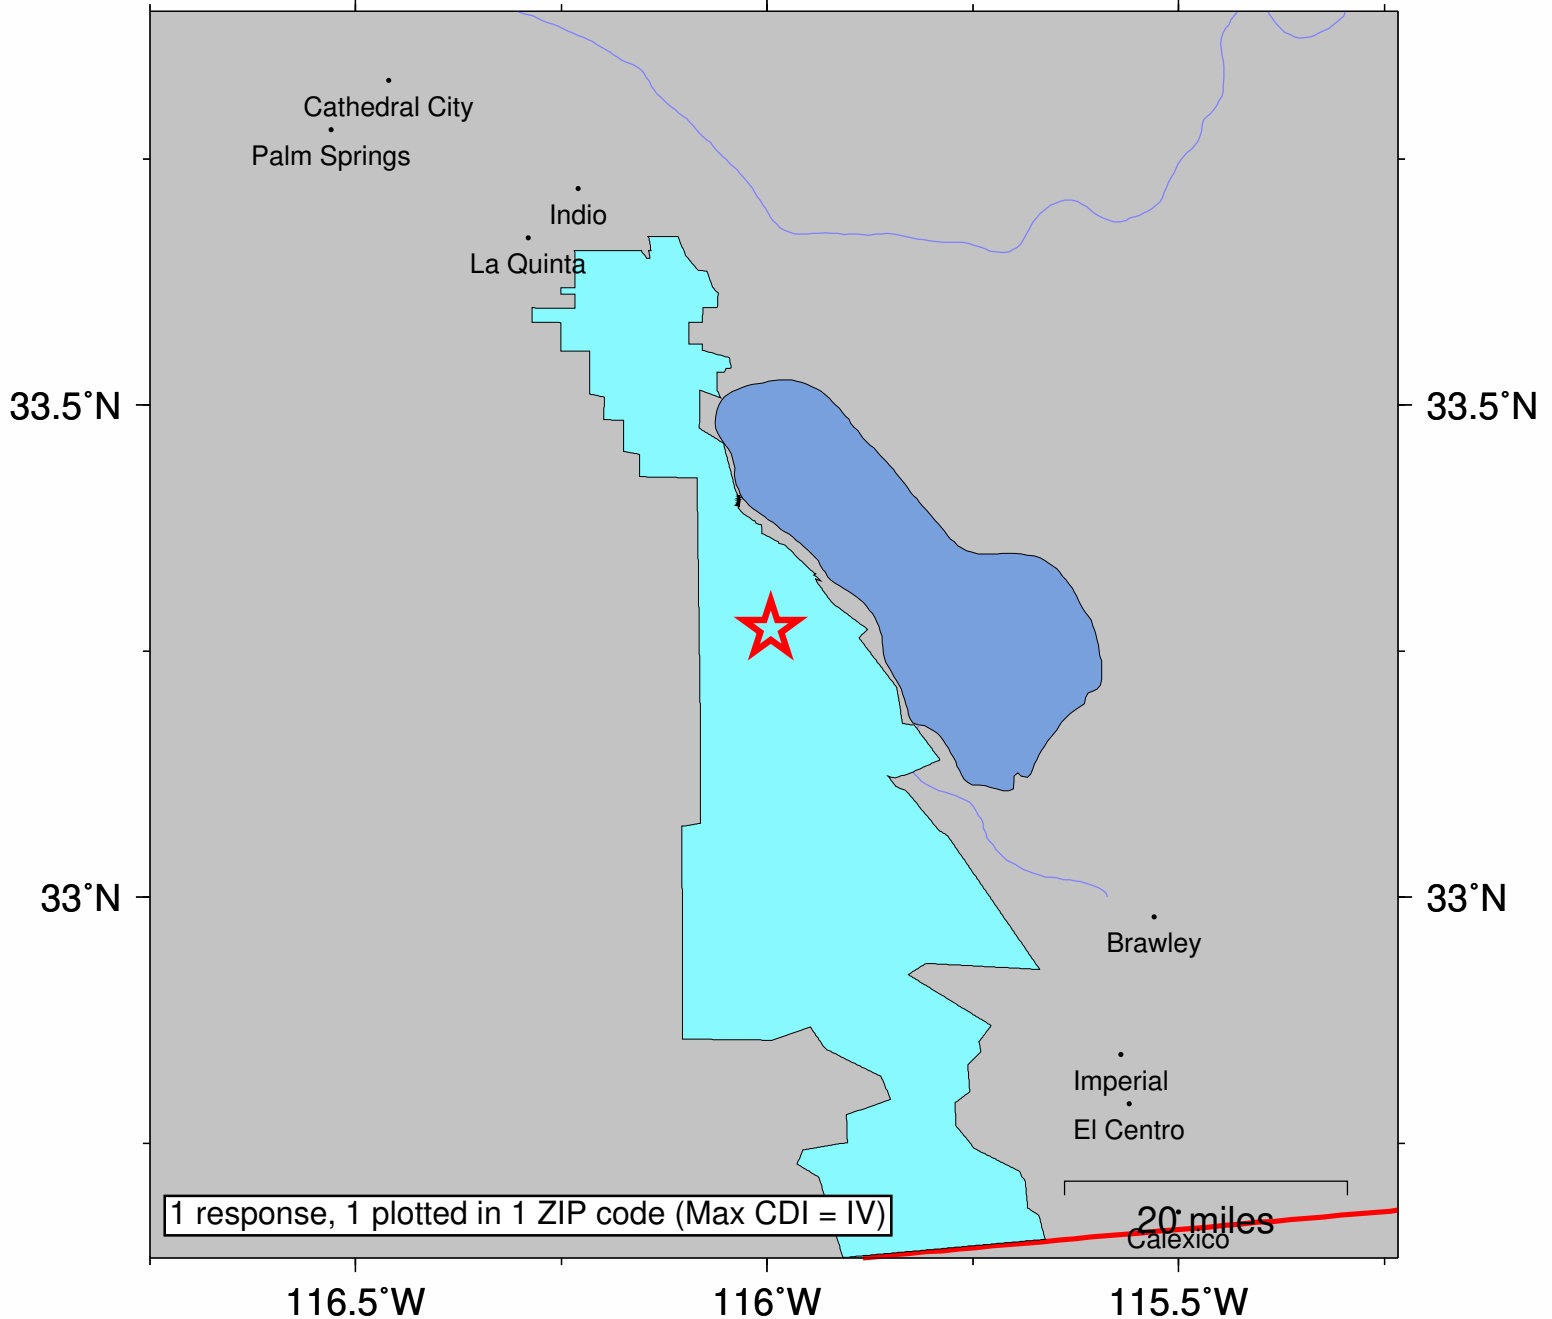 Cathedral City
Palm Springs
Indio
La Quinta
33.5˚N
33.5˚N
33˚N
33˚N
Brawley
Imperial
El Centro
1 response, 1 plotted in 1 ZIP code (Max CDI = IV)
20 miles
Calexico
116.5˚W
116˚W
115.5˚W